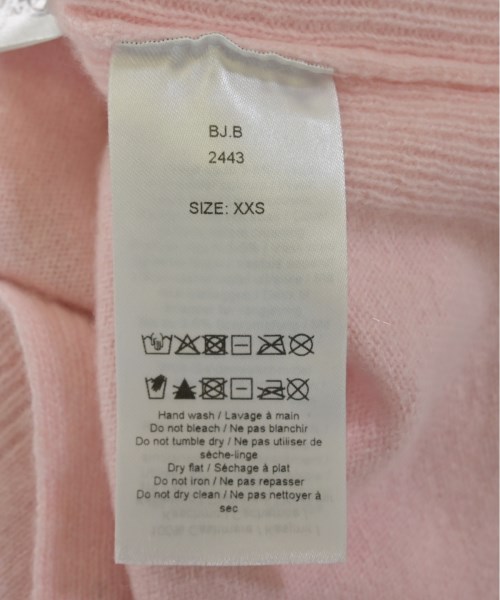 BJ.B
2443
SIZE: XXS
Hand wash / Lavage à main
Do not bleach / Ne pas blanchir
Do not tumble dry / Ne pas utiliser de
séche-linge
Dry flat / Séchage à plat
Do not iron / Ne pas repasser
Do not dry clean / Ne pas nettoyer à
sec